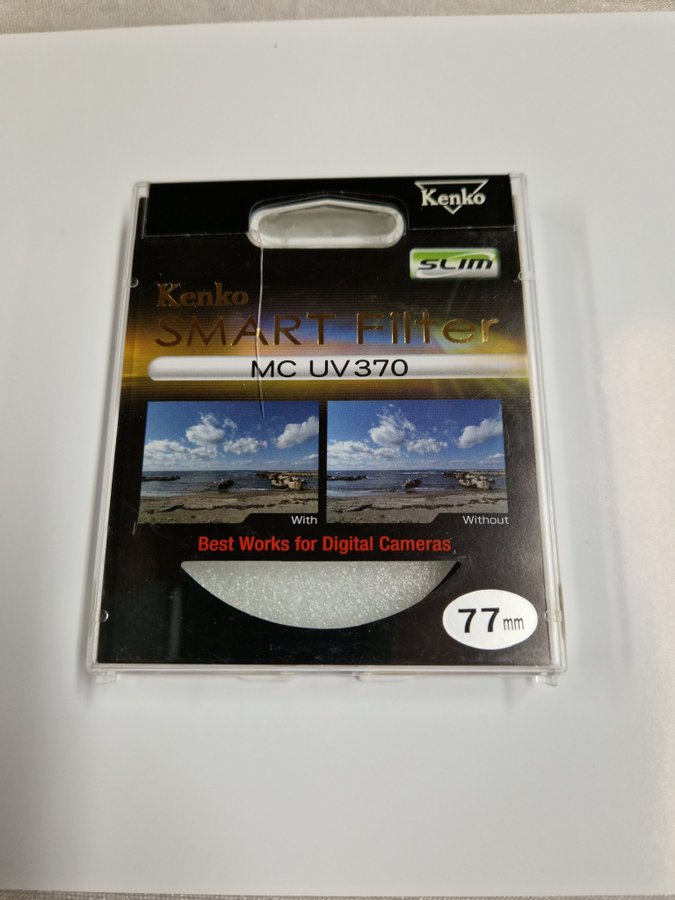 Kenko
SLIM
Kenko
SMART Filter
MC UV370
With
Without
Best Works for Digital Cameras
77mm